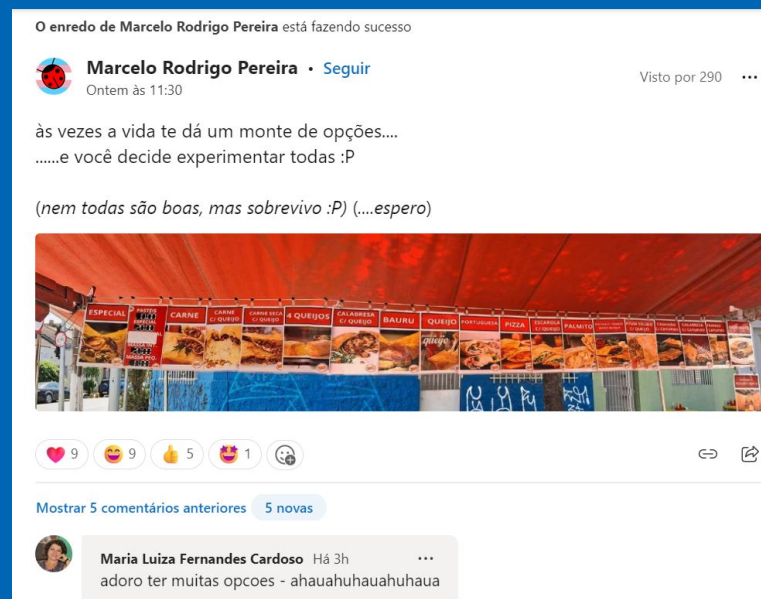 O enredo de Marcelo Rodrigo Pereira está fazendo sucesso
Marcelo Rodrigo Pereira • Seguir
Ontem às 11:30
Visto por 290
às vezes a vida te dá um monte de opções....
......e você decide experimentar todas :P
(nem todas são boas, mas sobrevivo :P) (....espero)
ESPECIAL
CARNE
CARNE C/ QUEIJO
CARNE SECA C/ QUEIJO
4 QUEIJOS
CALABRESA C/ QUEIJO
BAURU
QUEIJO
queijo
PORTUGUESA
PIZZA
ESCAROLA C/ QUEIJO
PALMITO
9
9
5
1
Mostrar 5 comentários anteriores
5 novas
Maria Luiza Fernandes Cardoso Há 3h
adoro ter muitas opcoes - ahauahuhauahuhaua